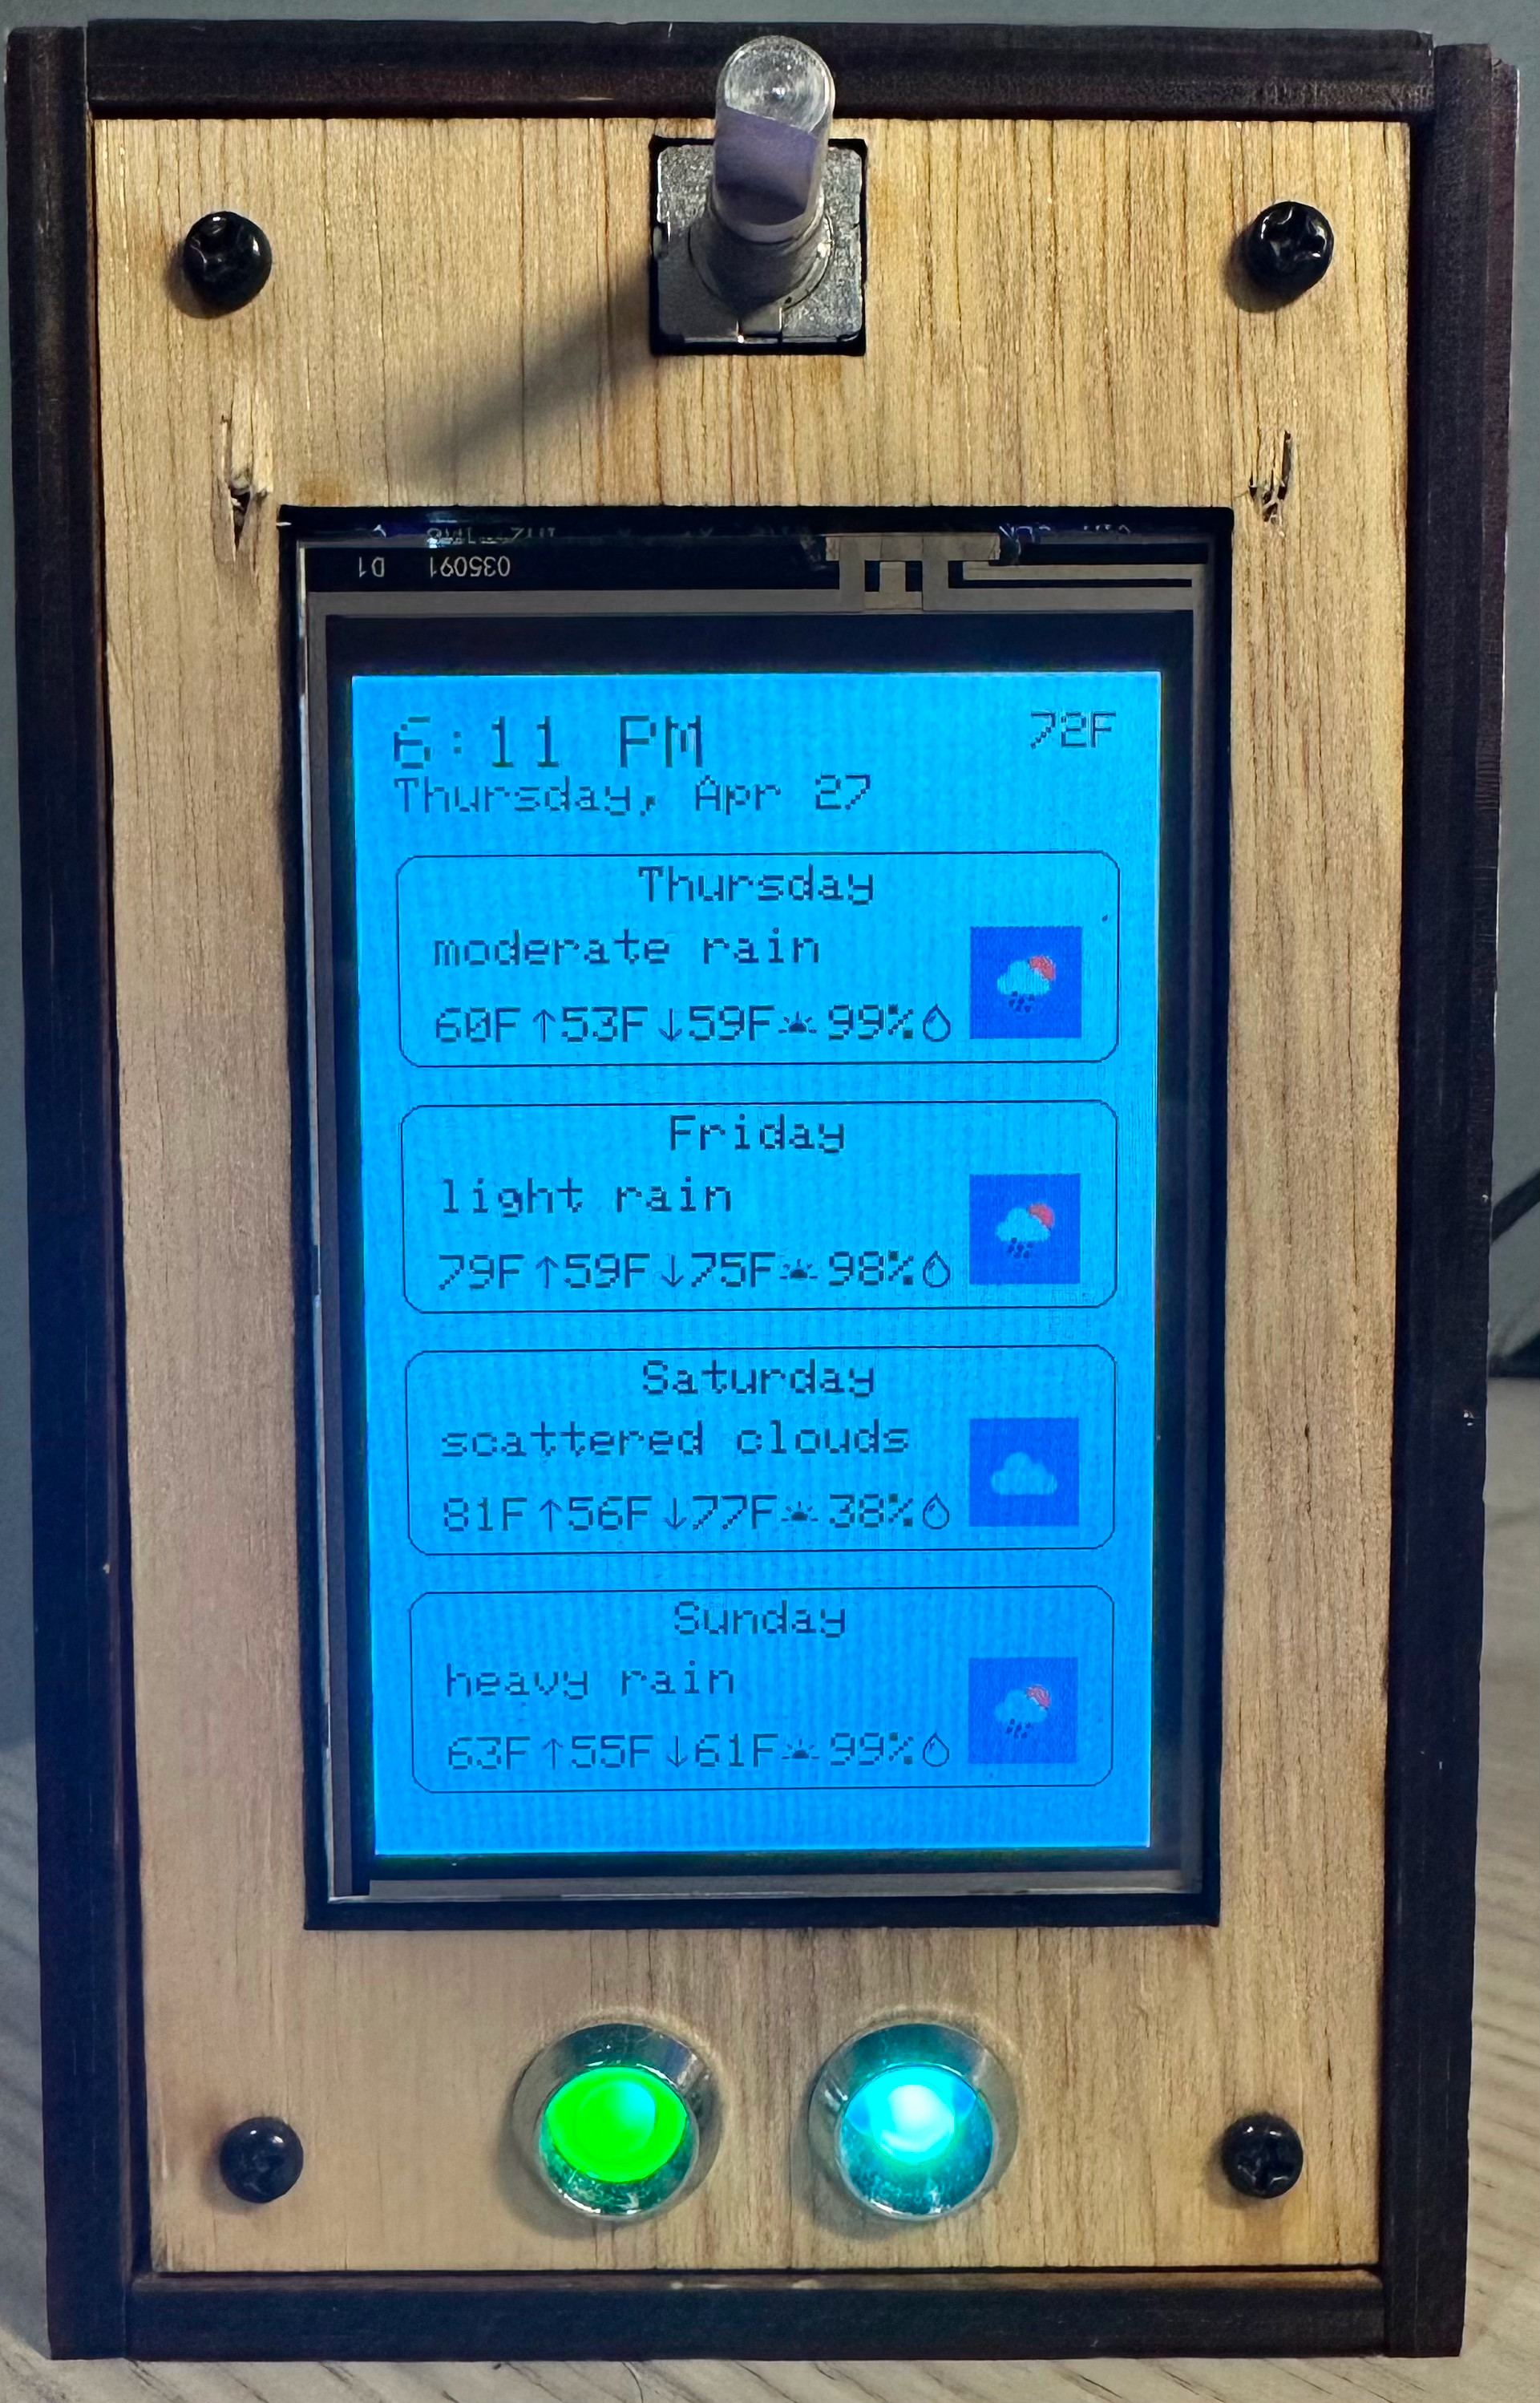 D1 035091
6:11 PM 72F
Thursday, Apr 27
Thursday
moderate rain
60F↑53F↓59F☀99%💧
Friday
light rain
79F↑59F↓75F☀98%💧
Saturday
scattered clouds
81F↑56F↓77F☀38%💧
Sunday
heavy rain
63F↑55F↓61F☀99%💧